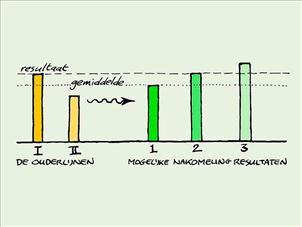 resultaat
gemiddelde
I II 1 2 3
DE OUDERLIJNEN MOGELIJKE NAKOMELING RESULTATEN